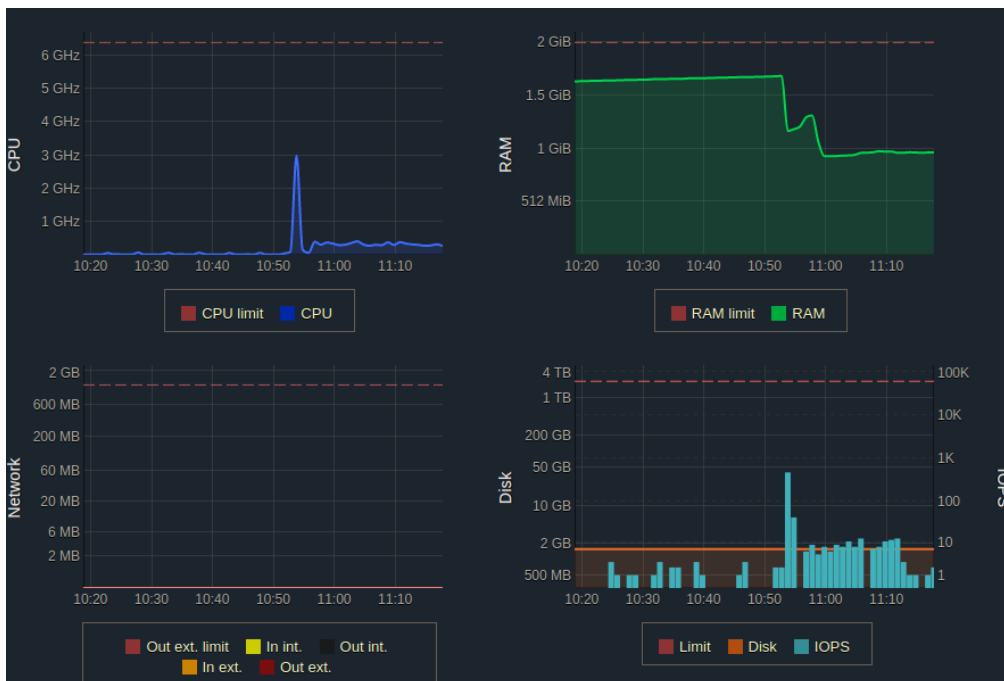 6 GHz
5 GHz
4 GHz
3 GHz
2 GHz
1 GHz
CPU
10:20 10:30 10:40 10:50 11:00 11:10
CPU limit CPU
2 GiB
1.5 GiB
1 GiB
512 MiB
RAM
10:20 10:30 10:40 10:50 11:00 11:10
RAM limit RAM
2 GB
600 MB
200 MB
60 MB
20 MB
6 MB
2 MB
Network
10:20 10:30 10:40 10:50 11:00 11:10
Out ext. limit In int. Out int.
In ext. Out ext.
4 TB 100K
1 TB
10K
200 GB
1K
50 GB
100
10 GB
2 GB 10
500 MB 1
Disk
IOPS
10:20 10:30 10:40 10:50 11:00 11:10
Limit Disk IOPS